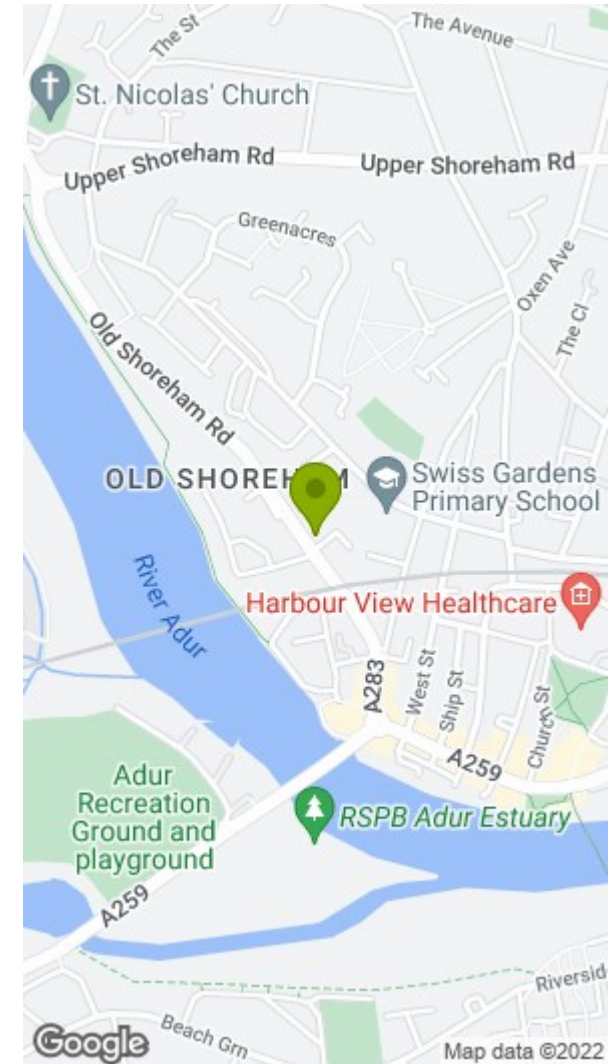 The St
The Avenue
St. Nicolas' Church
Upper Shoreham Rd
Upper Shoreham Rd
Greenacres
Oxen Ave
The Cl
Old Shoreham Rd
OLD SHOREH M
Swiss Gardens
Primary School
River Adur
Harbour View Healthcare
A283
West St
Ship St
Church St
A259
Adur
Recreation
Ground and
playground
RSPB Adur Estuary
A259
Riversid
Beach Grn
Google
Map data ©2022